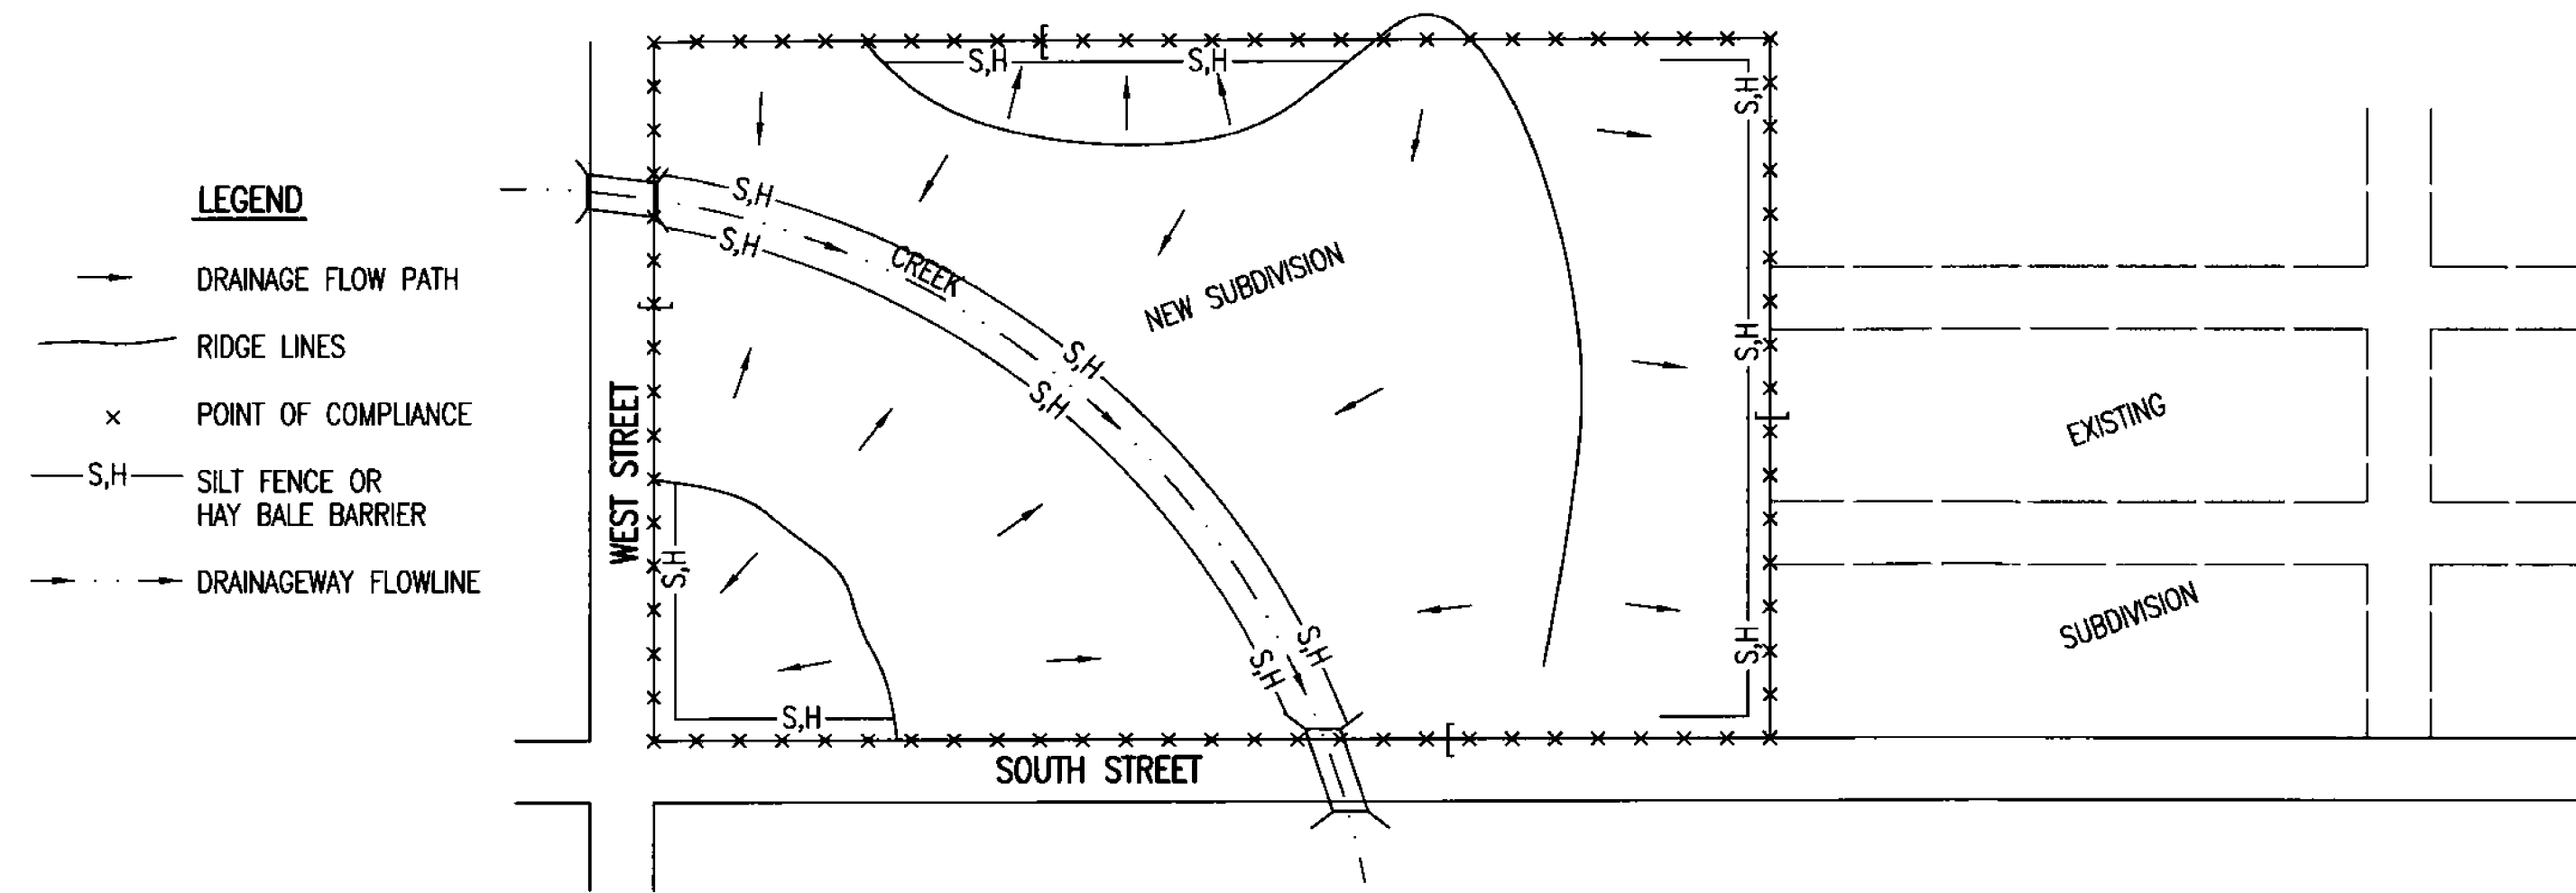 LEGEND
DRAINAGE FLOW PATH
RIDGE LINES
x POINT OF COMPLIANCE
S,H SILT FENCE OR
HAY BALE BARRIER
DRAINAGEWAY FLOWLINE
S,H
S,H
S,H
S,H
S,H
CREEK
NEW SUBDIVISION
S,H
S,H
S,H
WEST STREET
EXISTING
S,H
SUBDIVISION
S,H
S,H
S,H
S,H
SOUTH STREET